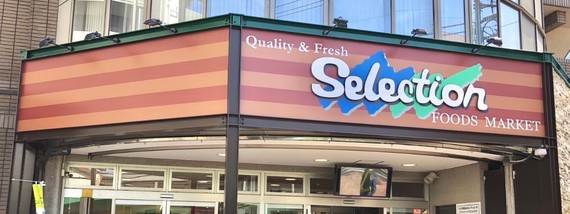 Quality & Fresh
Selection
FOODS MARKET